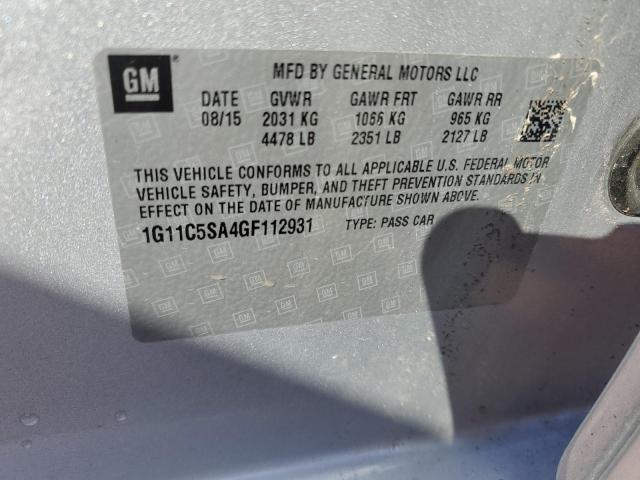 GM
MFD BY GENERAL MOTORS LLC
DATE GVWR GAWR FRT GAWR RR
08/15 2031 KG 1066 KG 965 KG
4478 LB 2351 LB 2127 LB
THIS VEHICLE CONFORMS TO ALL APPLICABLE U.S. FEDERAL MOTOR
VEHICLE SAFETY, BUMPER, AND THEFT PREVENTION STANDARDS IN
EFFECT ON THE DATE OF MANUFACTURE SHOWN ABOVE.
1G11C5SA4GF112931 TYPE: PASS CAR